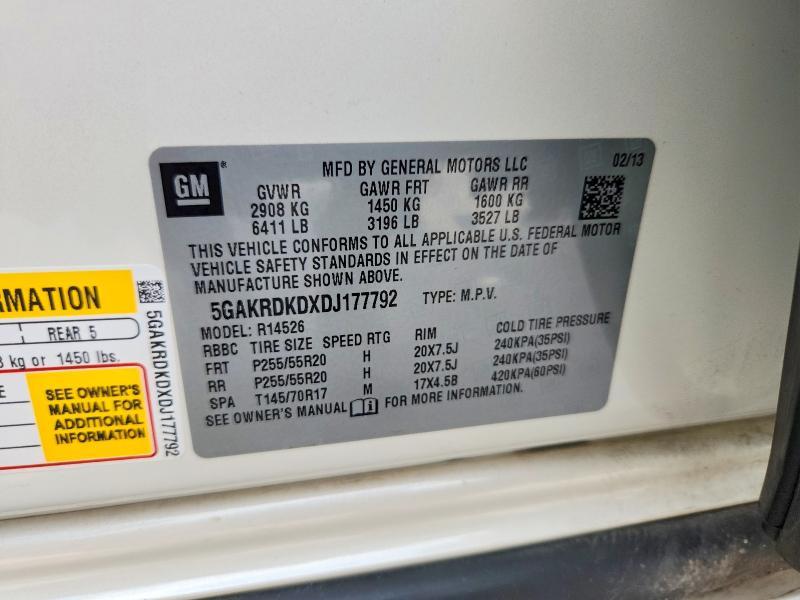 GM
MFD BY GENERAL MOTORS LLC 02/13
GVWR GAWR FRT GAWR RR
2908 KG 1450 KG 1600 KG
6411 LB 3196 LB 3527 LB
THIS VEHICLE CONFORMS TO ALL APPLICABLE U.S. FEDERAL MOTOR
VEHICLE SAFETY STANDARDS IN EFFECT ON THE DATE OF
MANUFACTURE SHOWN ABOVE.
5GAKRDKDXDJ177792 TYPE: M.P.V.
MODEL: R14526
RBBC TIRE SIZE SPEED RTG RIM COLD TIRE PRESSURE
FRT P255/55R20 H 20X7.5J 240KPA(35PSI)
RR P255/55R20 H 20X7.5J 240KPA(35PSI)
SPA T145/70R17 M 17X4.5B 420KPA(60PSI)
SEE OWNER'S MANUAL i FOR MORE INFORMATION.
RMATION
REAR 5
kg or 1450 lbs.
SEE OWNER'S
MANUAL FOR
ADDITIONAL
INFORMATION
5GAKRDKDXDJ177792